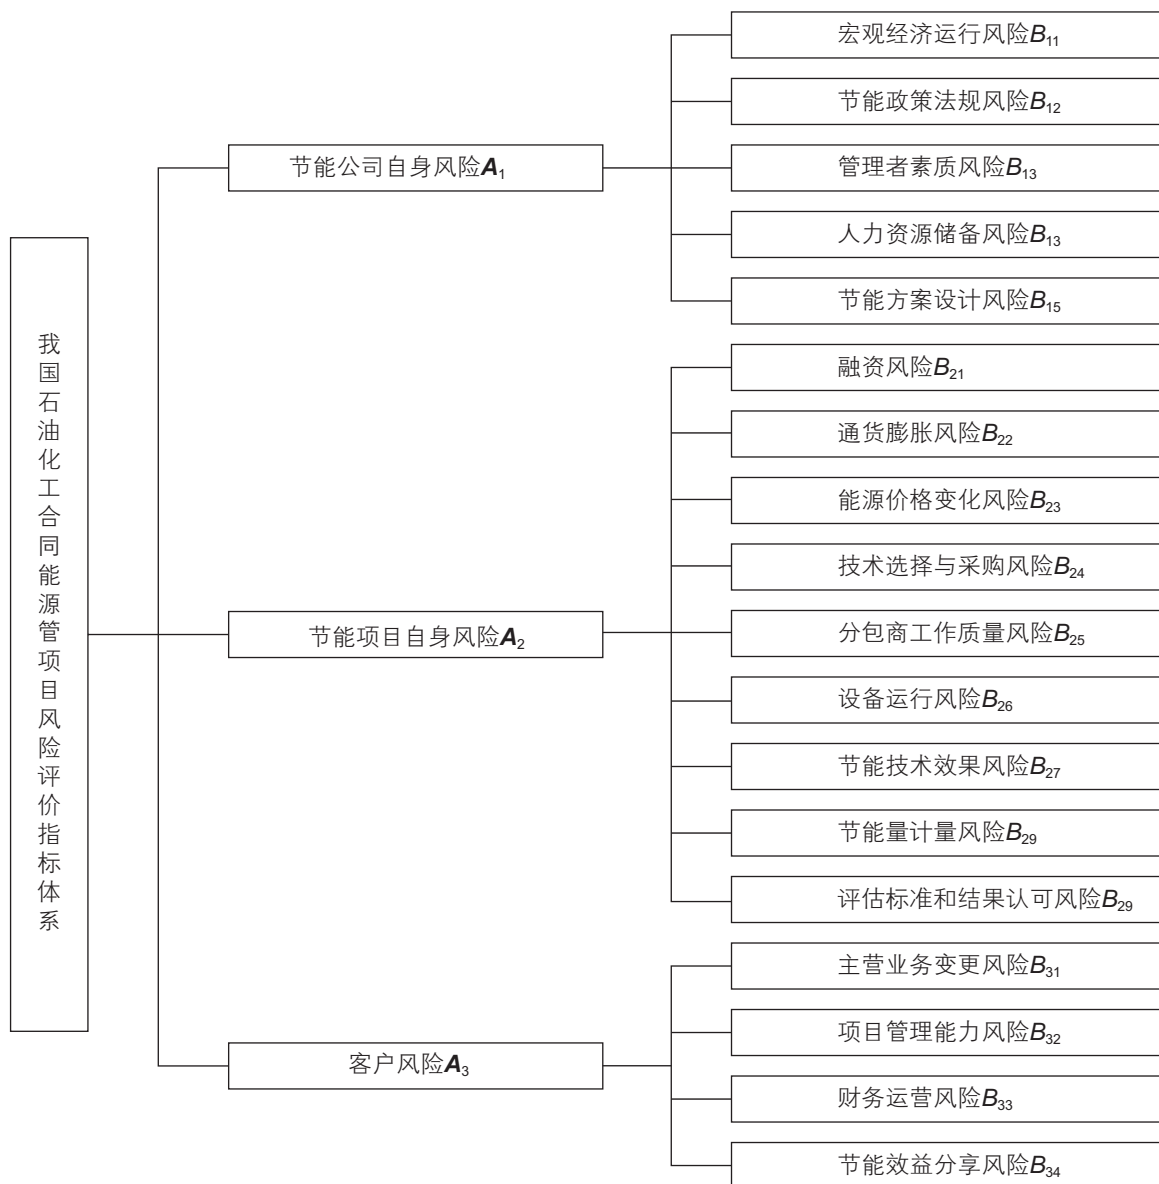 我国石油化工合同能源管项目风险评价指标体系
节能公司自身风险A1
宏观经济运行风险B11
节能政策法规风险B12
管理者素质风险B13
人力资源储备风险B13
节能方案设计风险B15
节能项目自身风险A2
融资风险B21
通货膨胀风险B22
能源价格变化风险B23
技术选择与采购风险B24
分包商工作质量风险B25
设备运行风险B26
节能技术效果风险B27
节能量计量风险B29
评估标准和结果认可风险B29
客户风险A3
主营业务变更风险B31
项目管理能力风险B32
财务运营风险B33
节能效益分享风险B34